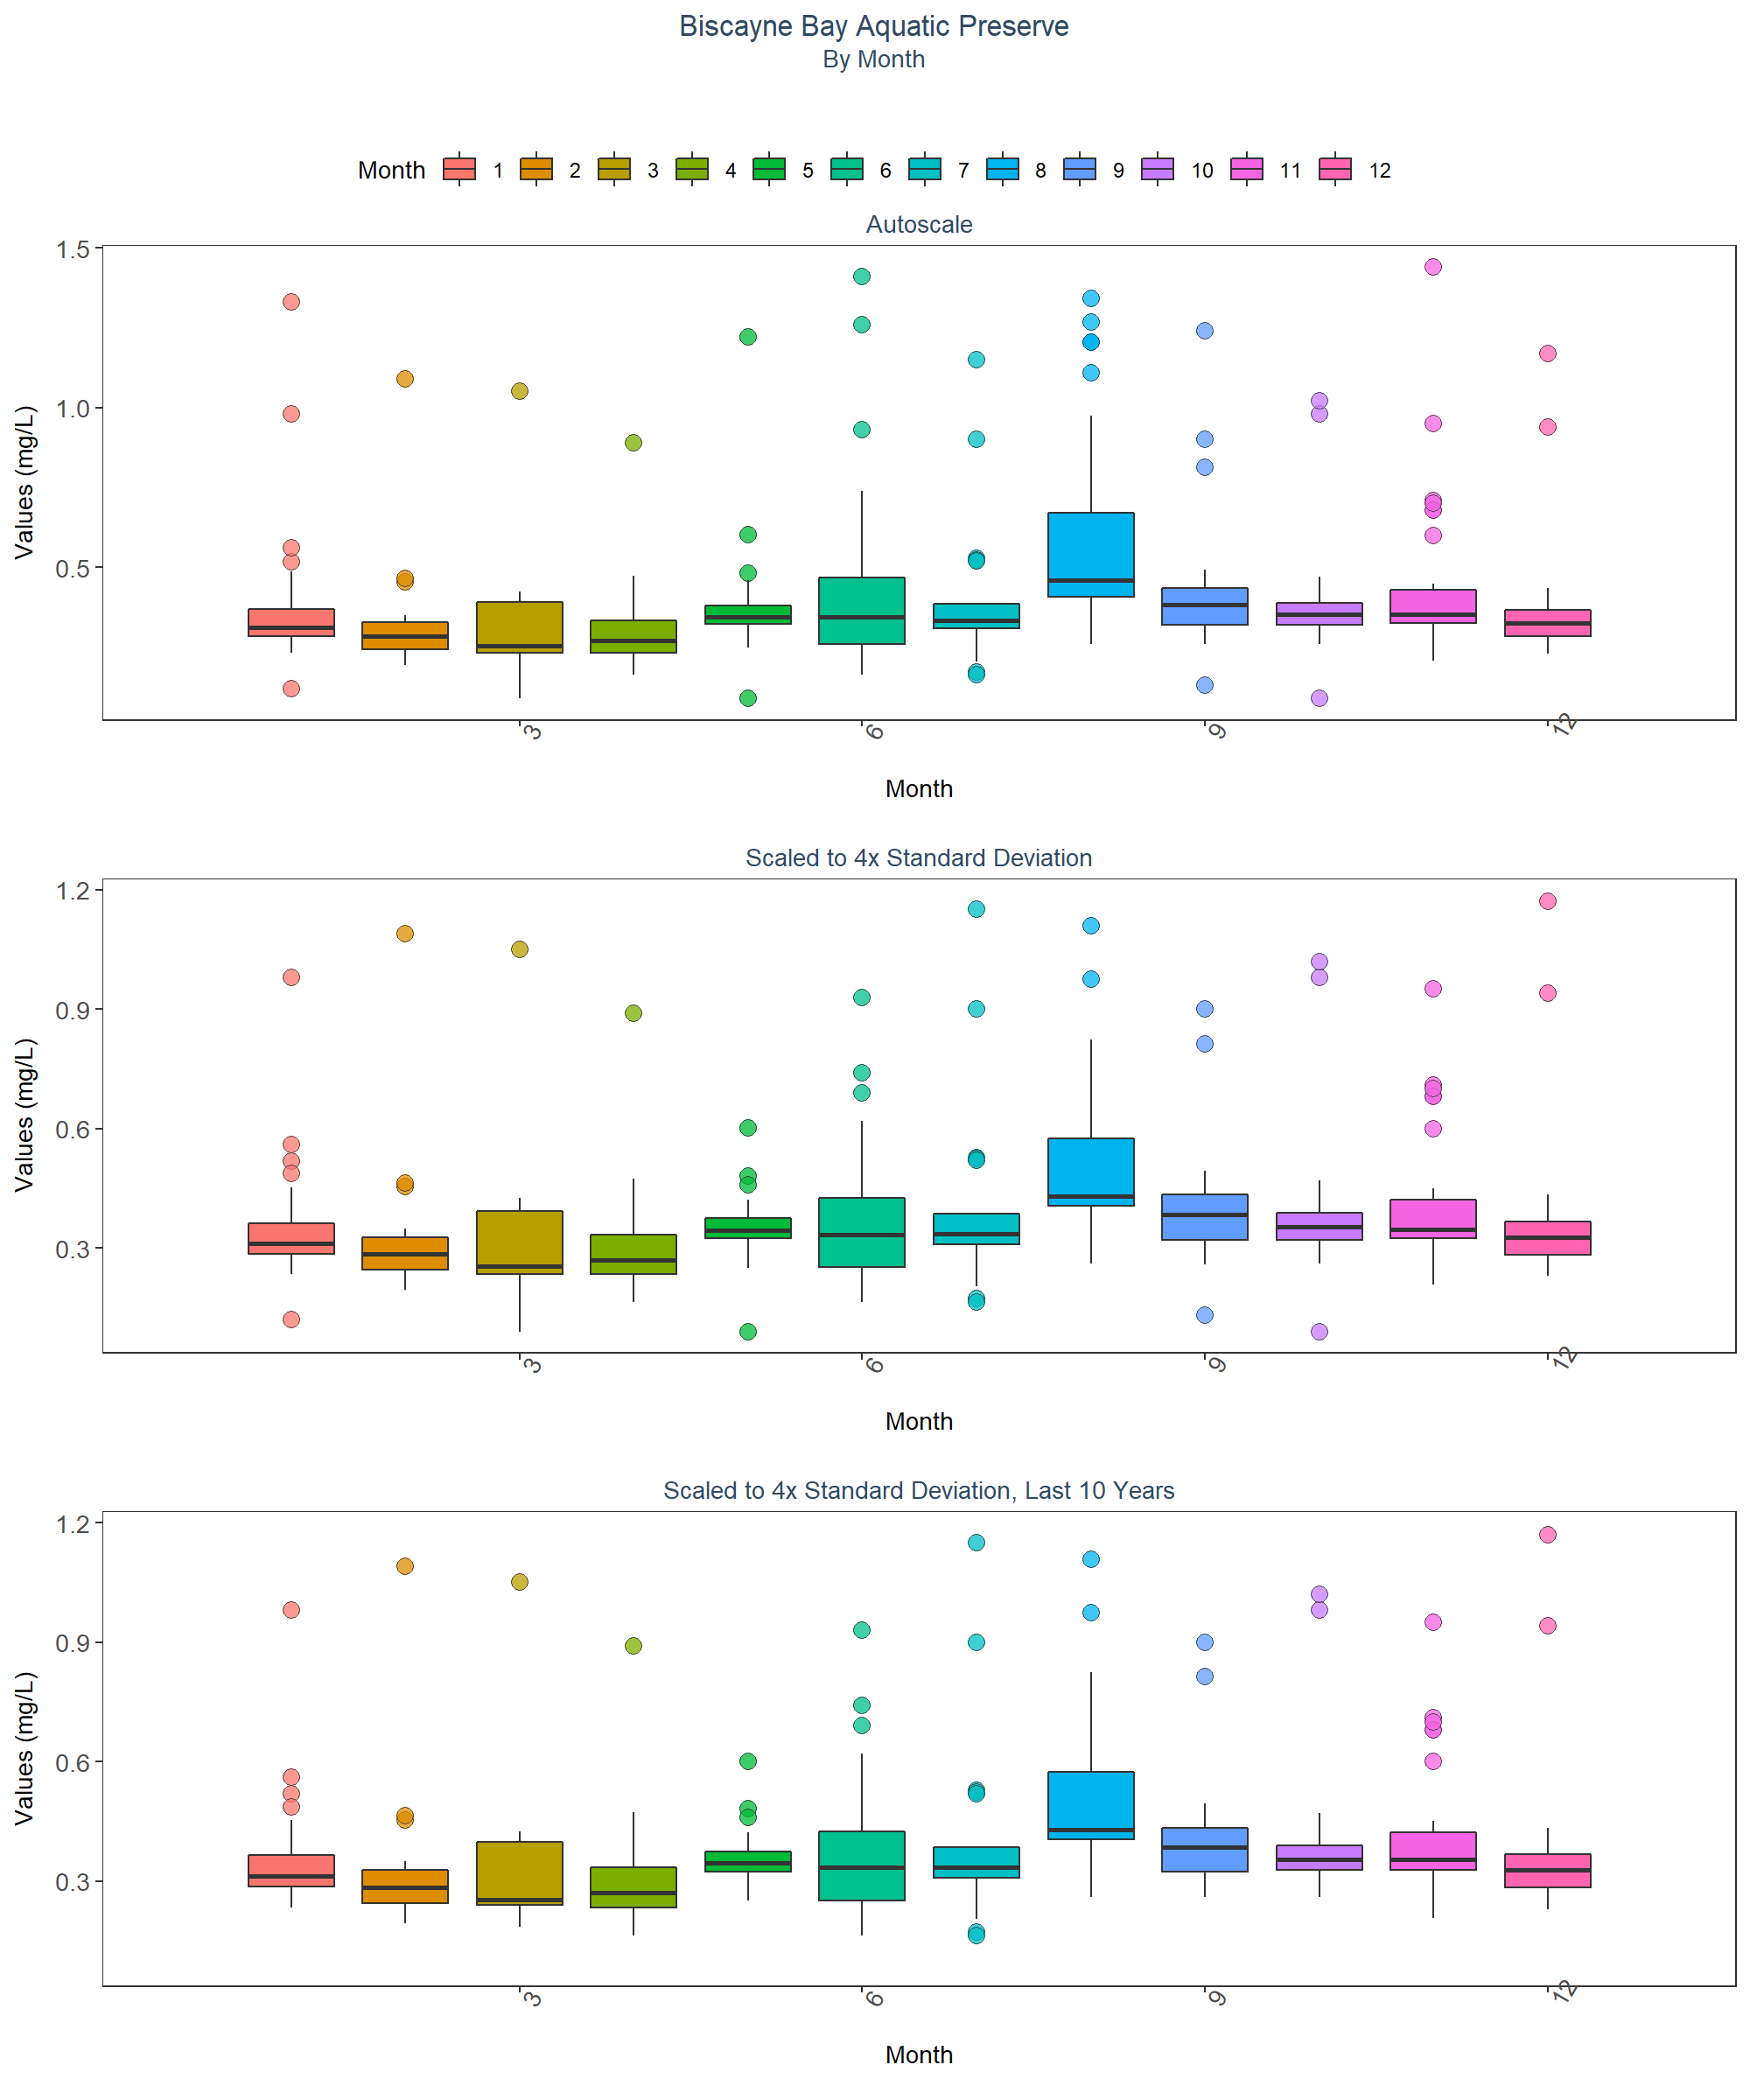 Biscayne Bay Aquatic Preserve
By Month
Month 1 2 3 4 5 6 7 8 9 10 11 12
Autoscale
1.5
1.0
0.5
Values (mg/L)
3 6 9 12
Month
Scaled to 4x Standard Deviation
1.2
0.9
0.6
0.3
Values (mg/L)
3 6 9 12
Month
Scaled to 4x Standard Deviation, Last 10 Years
1.2
0.9
0.6
0.3
Values (mg/L)
3 6 9 12
Month